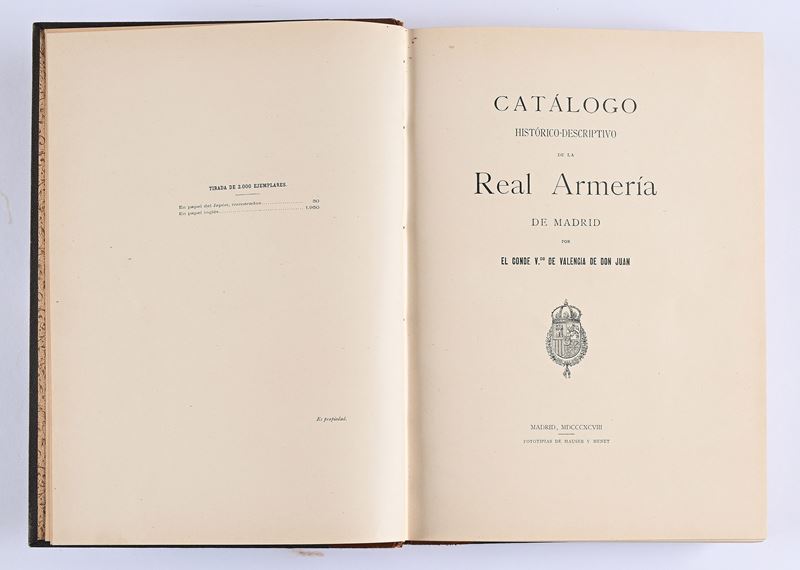 TIRADA DE 2.000 EJEMPLARES.
En papel del Japón, numerados.................... 50
En papel inglés................................ 1.950
Es propiedad.
CATÁLOGO
HISTÓRICO-DESCRIPTIVO
DE LA
Real Armería
DE MADRID
POR
EL CONDE V.DO DE VALENCIA DE DON JUAN
MADRID, MDCCCXCVIII
FOTOTIPIAS DE HAUSER Y MENET